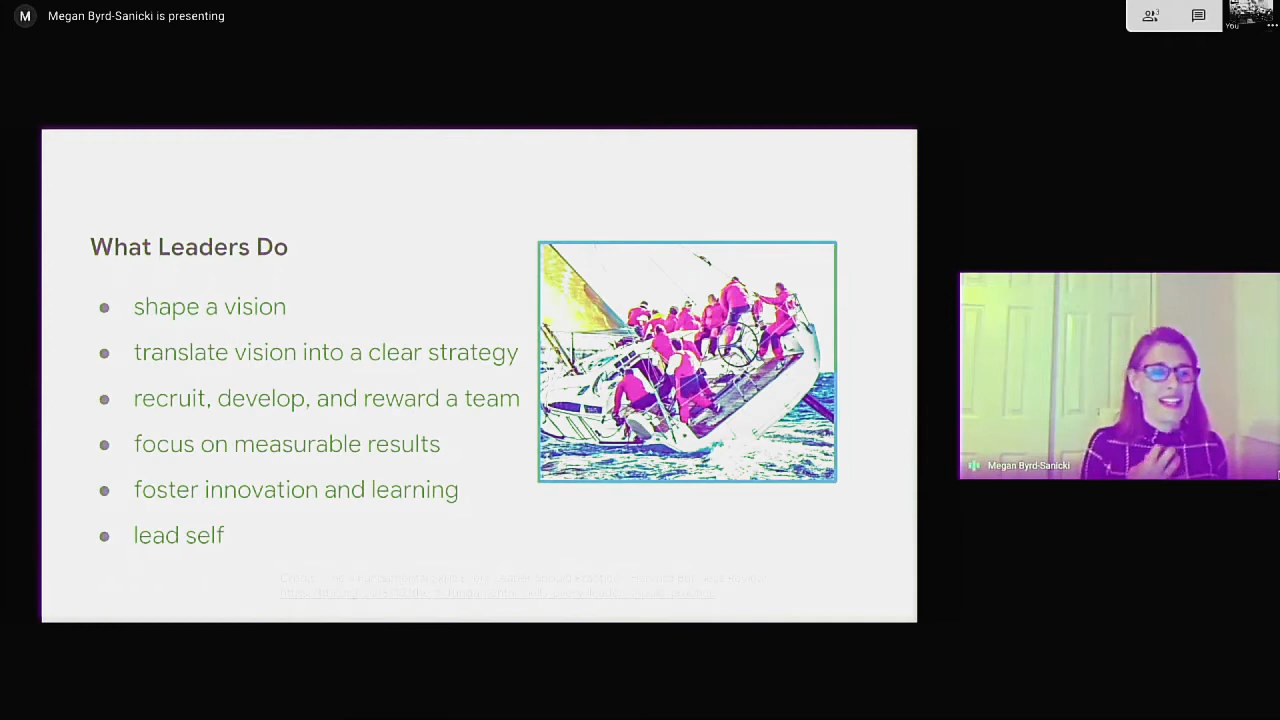 M Megan Byrd-Sanicki is presenting
You
What Leaders Do
shape a vision
translate vision into a clear strategy
recruit, develop, and reward a team
focus on measurable results
foster innovation and learning
lead self
Megan Byrd-Sanicki